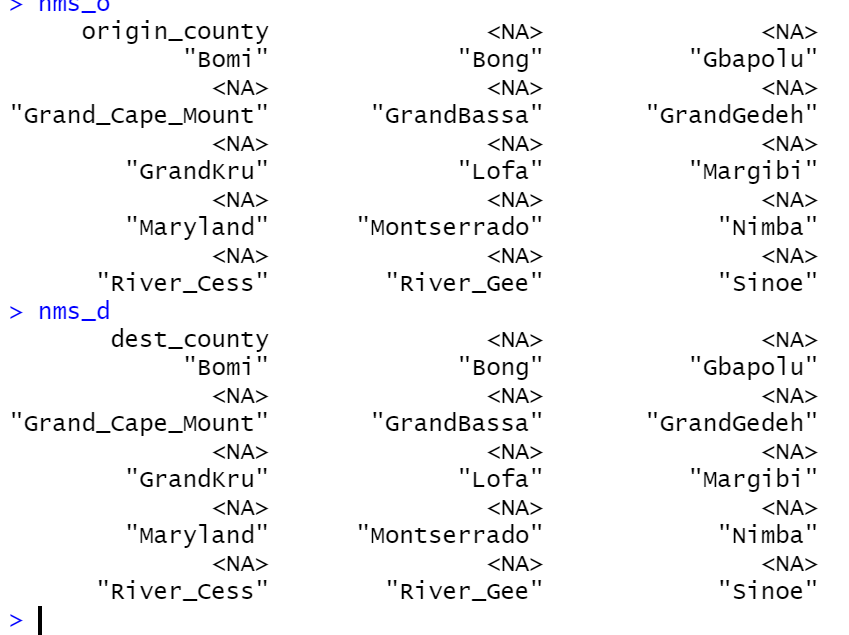 > nms_o
origin_county <NA> <NA>
"Bomi" "Bong" "Gbapolu"
<NA> <NA> <NA>
"Grand_Cape_Mount" "GrandBassa" "GrandGedeh"
<NA> <NA> <NA>
"GrandKru" "Lofa" "Margibi"
<NA> <NA> <NA>
"Maryland" "Montserrado" "Nimba"
<NA> <NA> <NA>
"River_Cess" "River_Gee" "Sinoe"
> nms_d
dest_county <NA> <NA>
"Bomi" "Bong" "Gbapolu"
<NA> <NA> <NA>
"Grand_Cape_Mount" "GrandBassa" "GrandGedeh"
<NA> <NA> <NA>
"GrandKru" "Lofa" "Margibi"
<NA> <NA> <NA>
"Maryland" "Montserrado" "Nimba"
<NA> <NA> <NA>
"River_Cess" "River_Gee" "Sinoe"
>